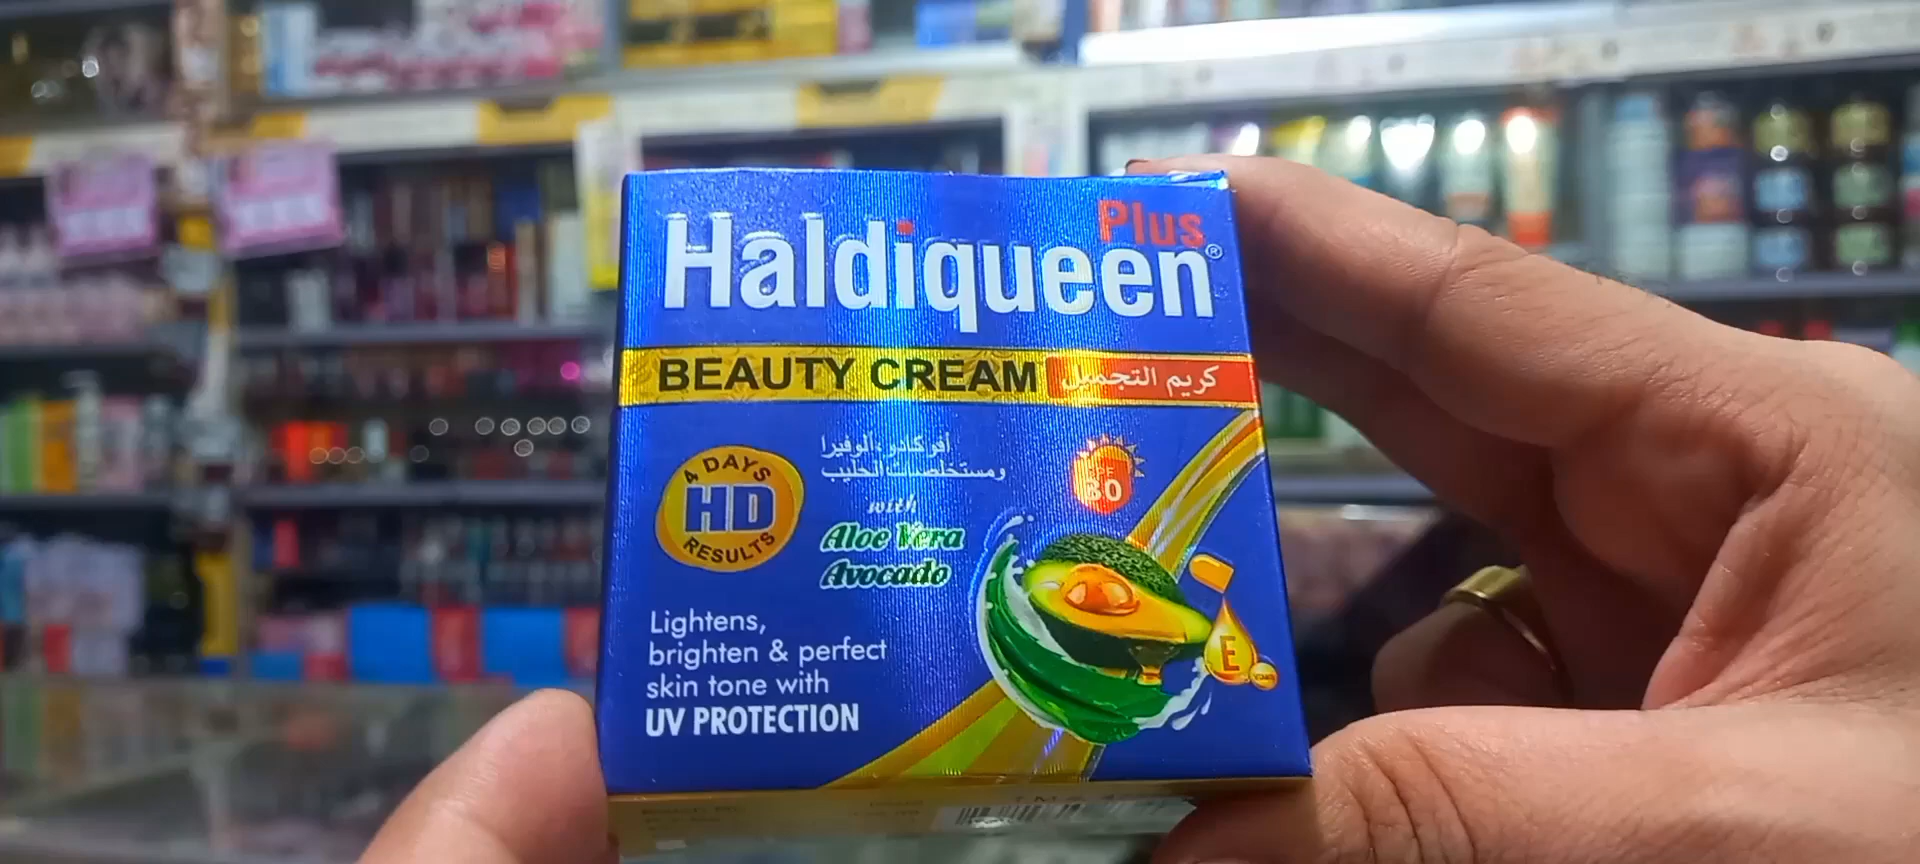 Plus
Haldiqueen®
BEAUTY CREAM كريم التجميل
4 DAYS
HD
RESULTS
أفوكادو،ألوفيرا
ومستخلصات الحليب
with
Aloe Vera
Avocado
SPF
30
E
Lightens,
brighten & perfect
skin tone with
UV PROTECTION